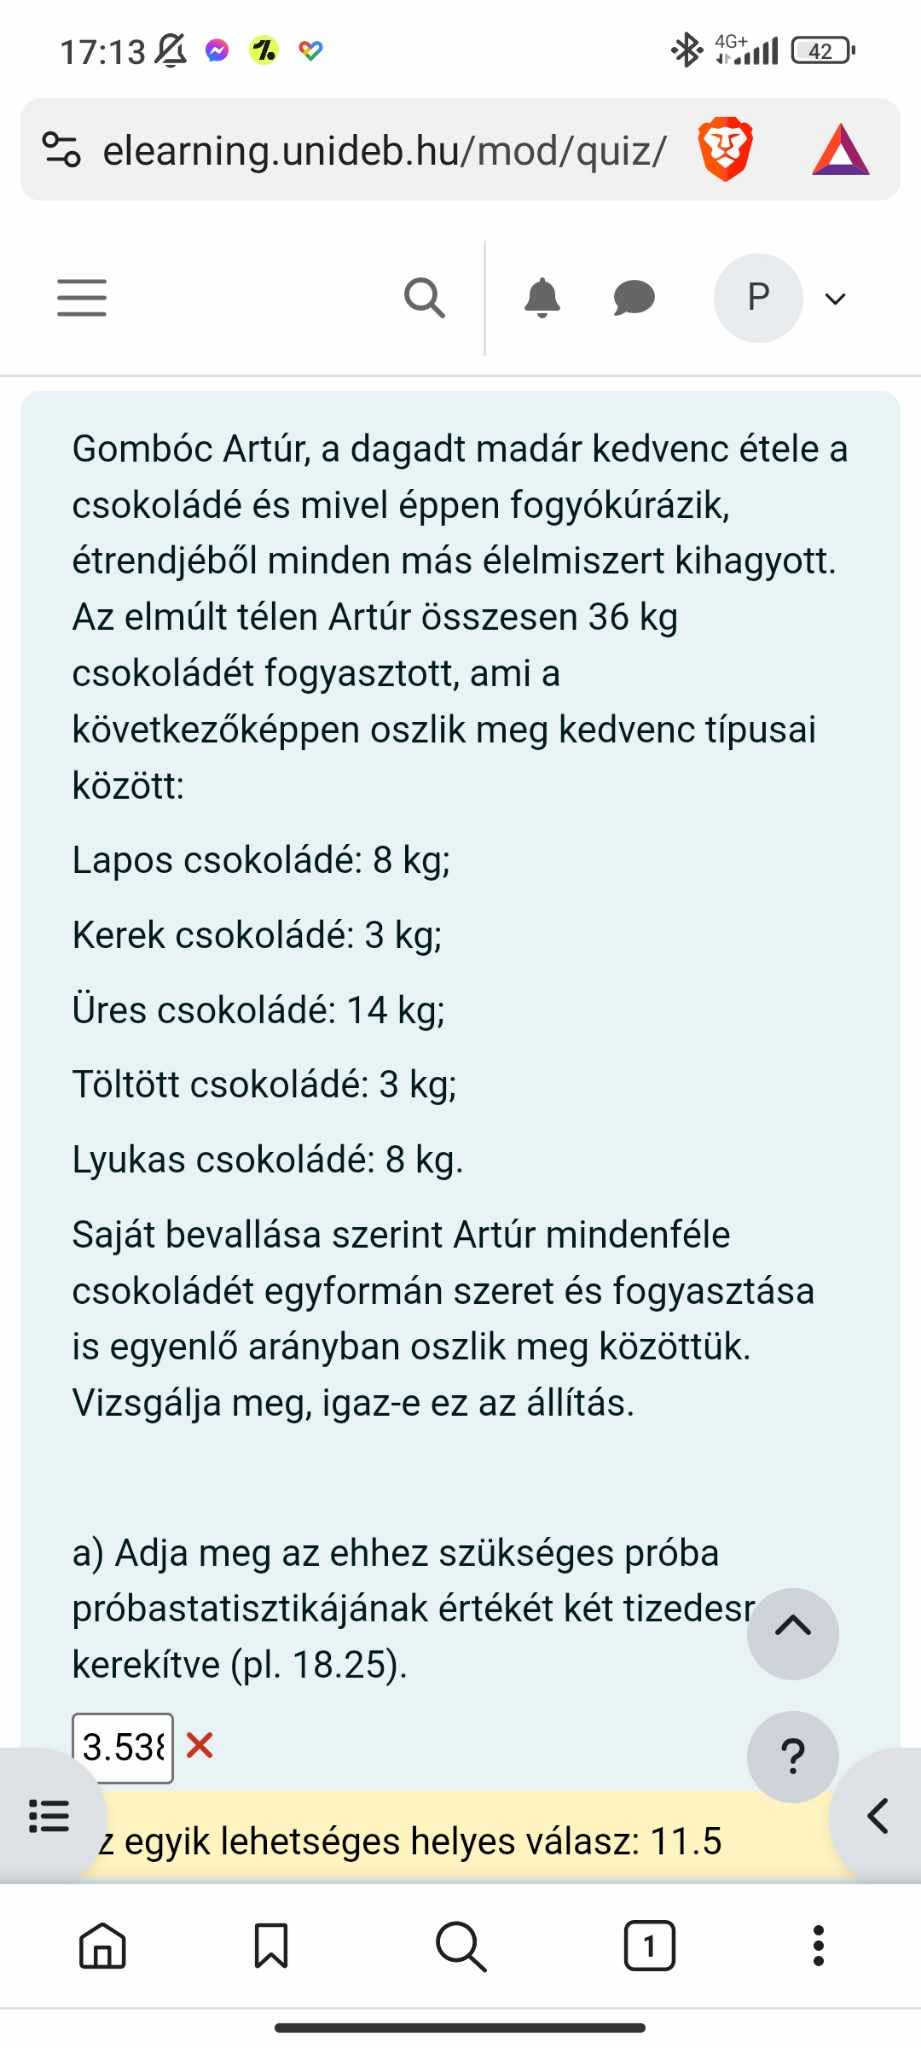 17:13
4G+
42
elearning.unideb.hu/mod/quiz/
P
Gombóc Artúr, a dagadt madár kedvenc étele a
csokoládé és mivel éppen fogyókúrázik,
étrendjéből minden más élelmiszert kihagyott.
Az elmúlt télen Artúr összesen 36 kg
csokoládét fogyasztott, ami a
következőképpen oszlik meg kedvenc típusai
között:
Lapos csokoládé: 8 kg;
Kerek csokoládé: 3 kg;
Üres csokoládé: 14 kg;
Töltött csokoládé: 3 kg;
Lyukas csokoládé: 8 kg.
Saját bevallása szerint Artúr mindenféle
csokoládét egyformán szeret és fogyasztása
is egyenlő arányban oszlik meg közöttük.
Vizsgálja meg, igaz-e ez az állítás.
a) Adja meg az ehhez szükséges próba
próbastatisztikájának értékét két tizedesr
kerekítve (pl. 18.25).
3.538
?
z egyik lehetséges helyes válasz: 11.5
1